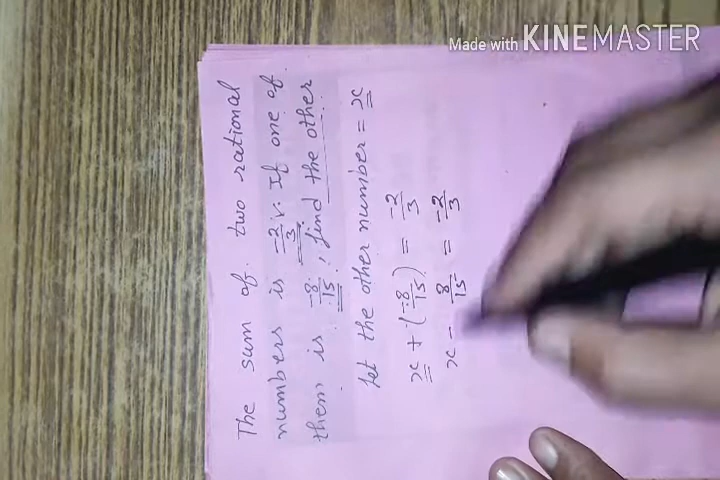 Made with KINEMASTER
The sum of two rational
numbers is -2/3. If one of
them is -8/15, find the other
let the other number = x
x + (-8/15) = -2/3
x - 8/15 = -2/3